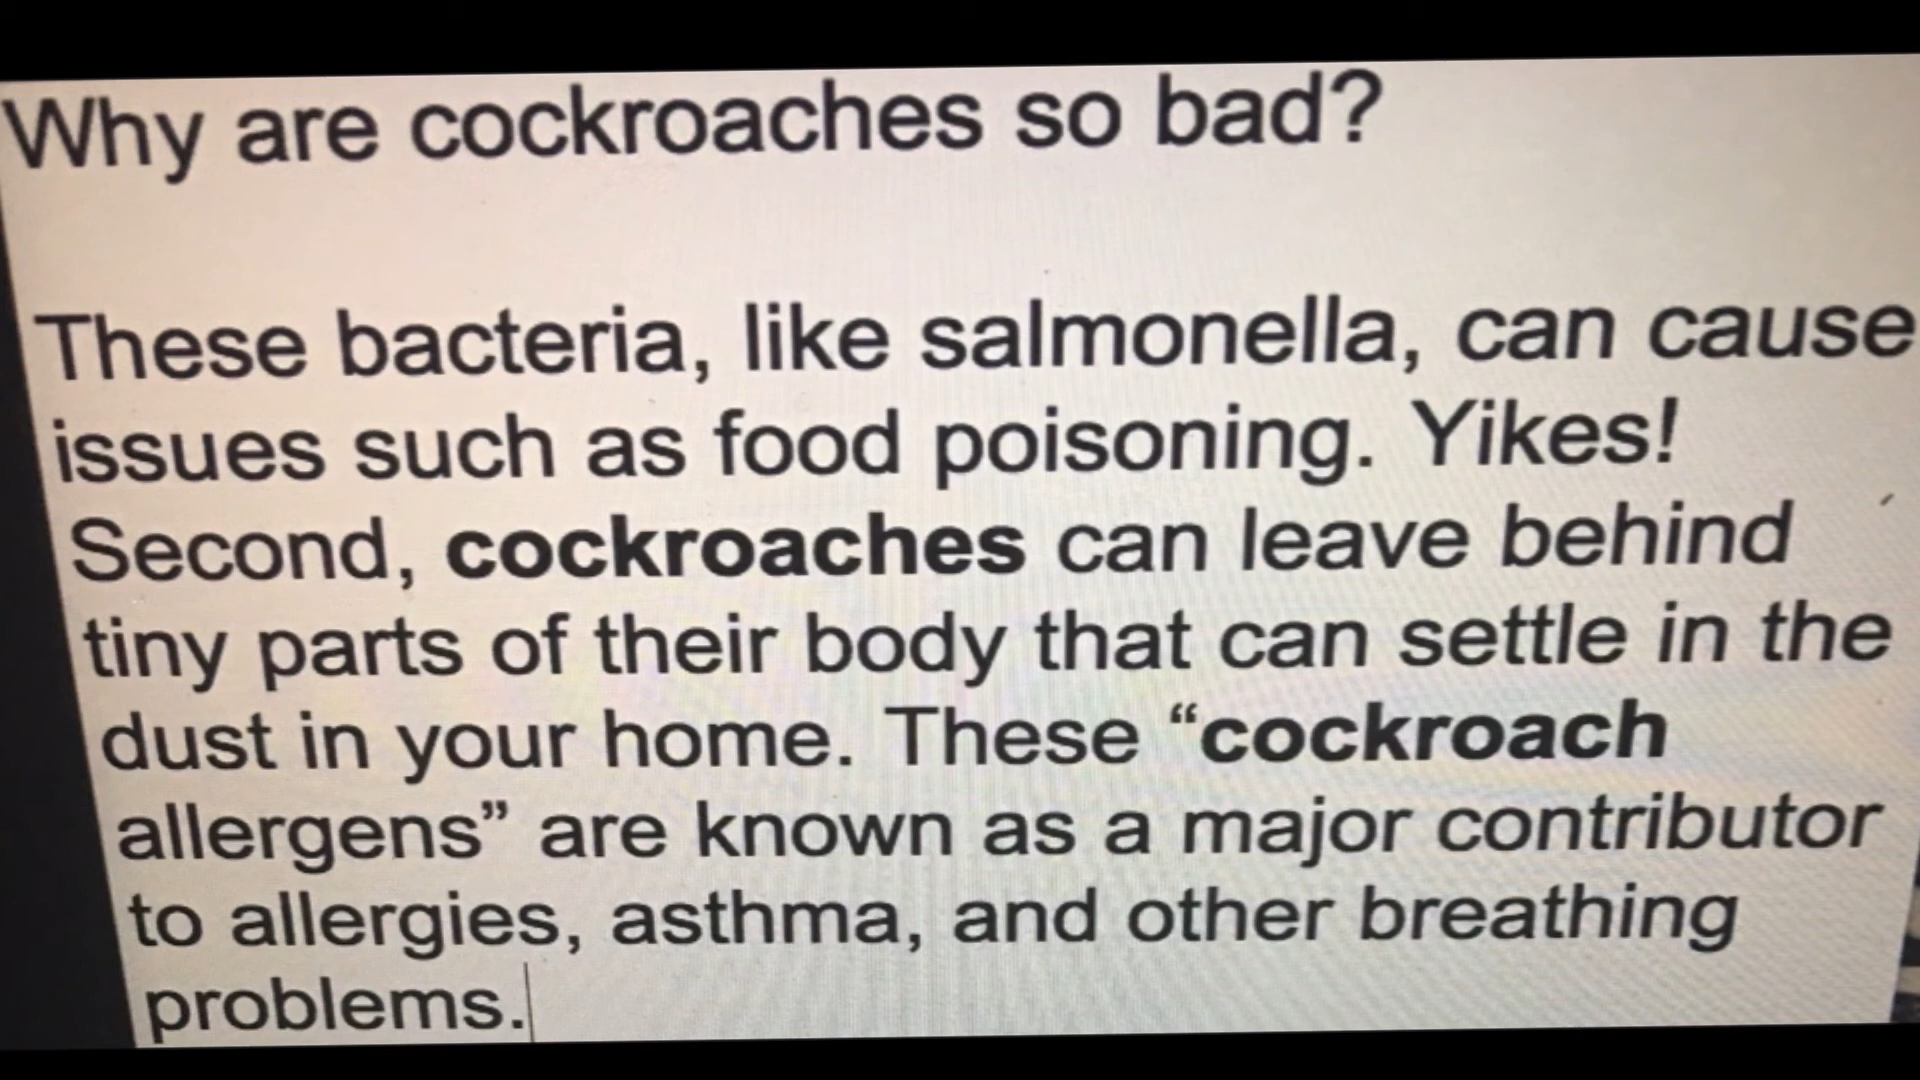 Why are cockroaches so bad?
These bacteria, like salmonella, can cause
issues such as food poisoning. Yikes!
Second, cockroaches can leave behind
tiny parts of their body that can settle in the
dust in your home. These “cockroach
allergens” are known as a major contributor
to allergies, asthma, and other breathing
problems.